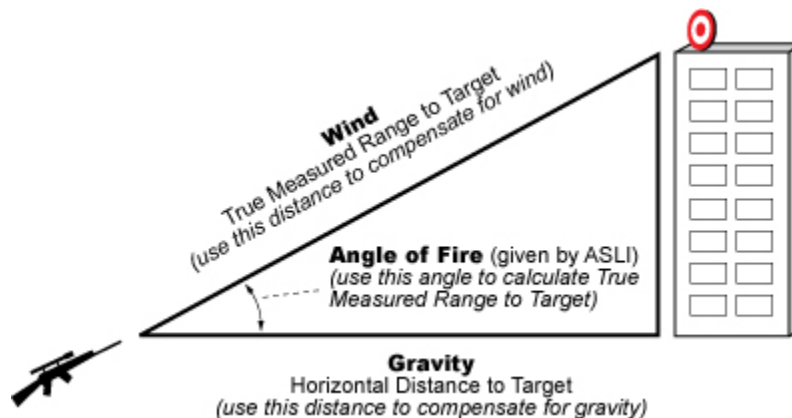 Wind
True Measured Range to Target
(use this distance to compensate for wind)
Angle of Fire (given by ASLI)
(use this angle to calculate True
Measured Range to Target)
Gravity
Horizontal Distance to Target
(use this distance to compensate for gravity)